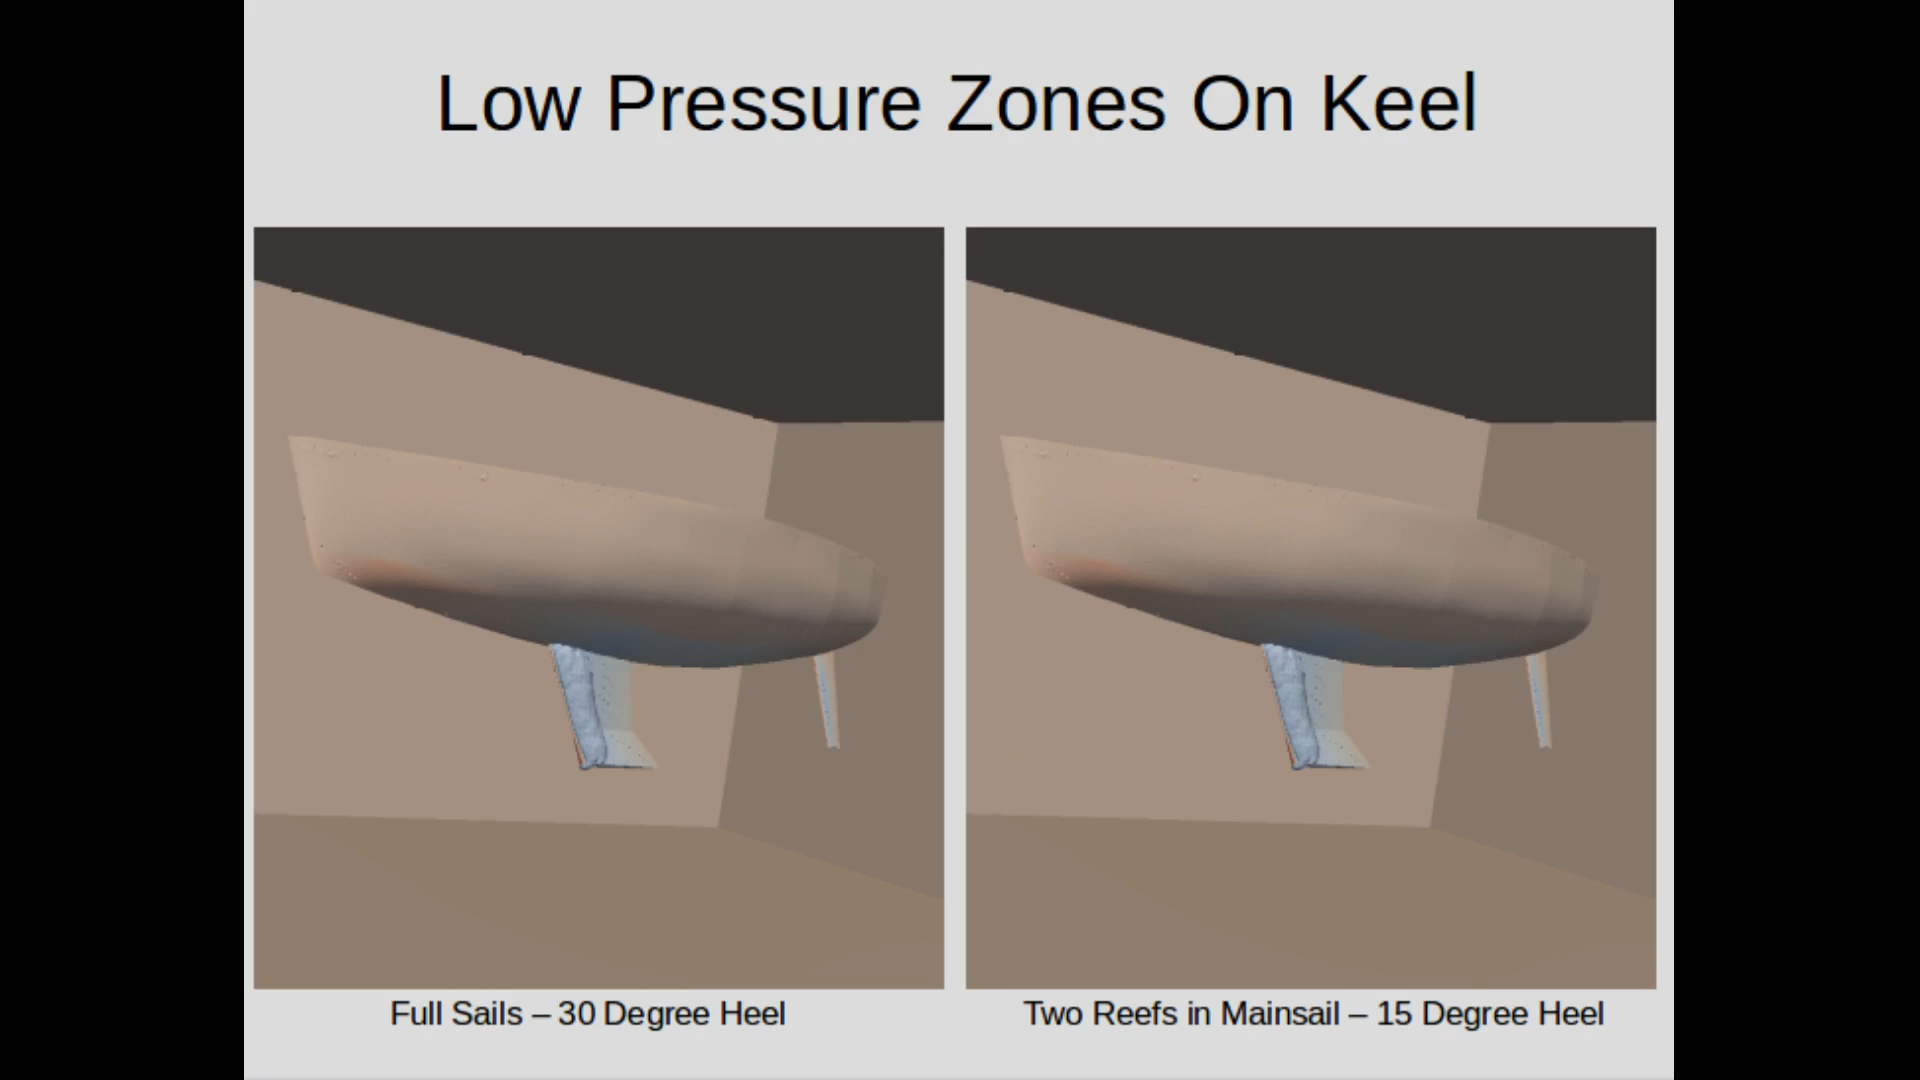 Low Pressure Zones On Keel
Full Sails – 30 Degree Heel
Two Reefs in Mainsail – 15 Degree Heel